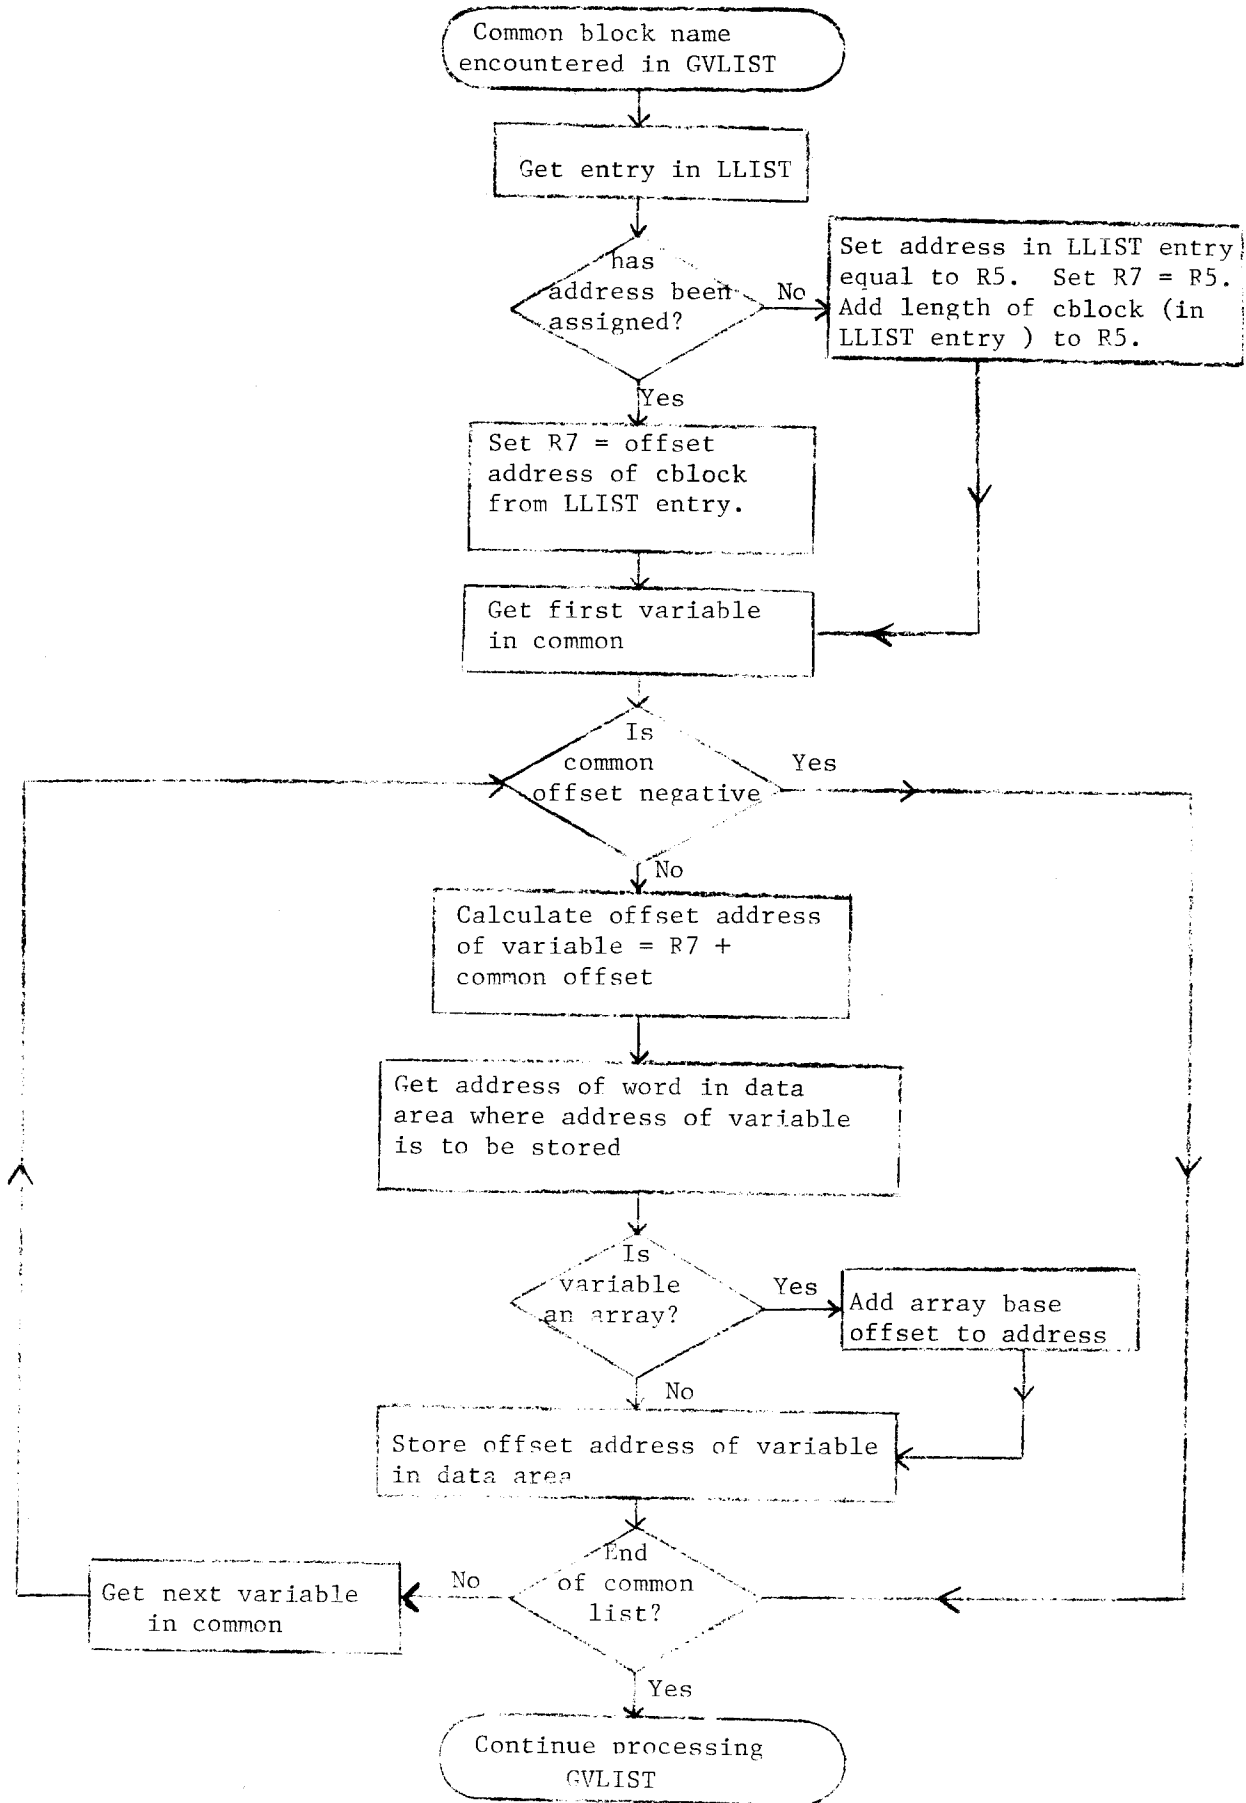 Common block name
encountered in GVLIST
Get entry in LLIST
has
address been
assigned?
No
Set address in LLIST entry
equal to R5. Set R7 = R5.
Add length of cblock (in
LLIST entry ) to R5.
Yes
Set R7 = offset
address of cblock
from LLIST entry.
Get first variable
in common
Is
common
offset negative
Yes
No
Calculate offset address
of variable = R7 +
common offset
Get address of word in data
area where address of variable
is to be stored
Is
variable
an array?
Yes
Add array base
offset to address
No
Store offset address of variable
in data area
End
of common
list?
No
Get next variable
in common
Yes
Continue processing
GVLIST